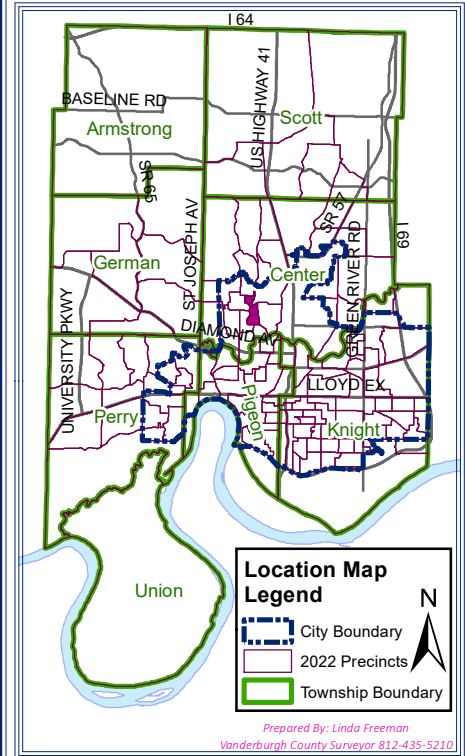 I 64
BASELINE RD
Armstrong
US HIGHWAY 41
Scott
SR 65
ST JOSEPH AV
SR 57
I 69
German
Center
GREEN RIVER RD
UNIVERSITY PKWY
DIAMOND AV
LLOYD EX
Perry
Pigeon
Knight
Union
Location Map
Legend
N
City Boundary
2022 Precincts
Township Boundary
Prepared By: Linda Freeman
Vanderburgh County Surveyor 812-435-5210